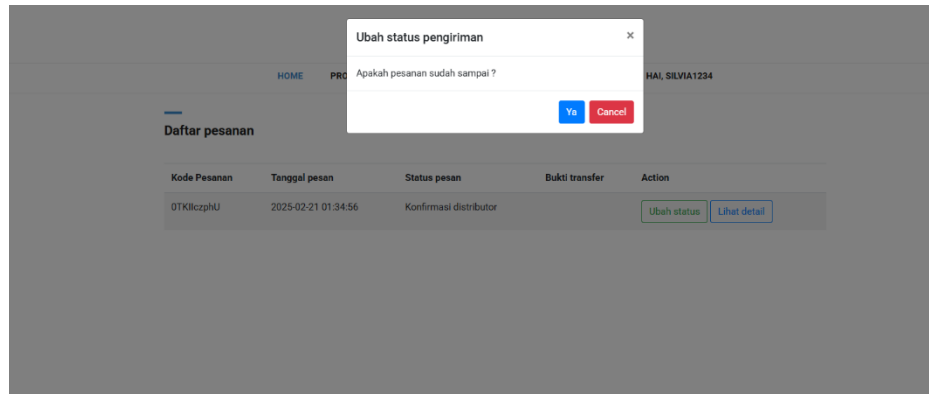 Ubah status pengiriman ×
Apakah pesanan sudah sampai ?
Ya Cancel
HOME PRO HAI, SILVIA1234
Daftar pesanan
Kode Pesanan Tanggal pesan Status pesan Bukti transfer Action
0TKIIczphU 2025-02-21 01:34:56 Konfirmasi distributor Ubah status Lihat detail